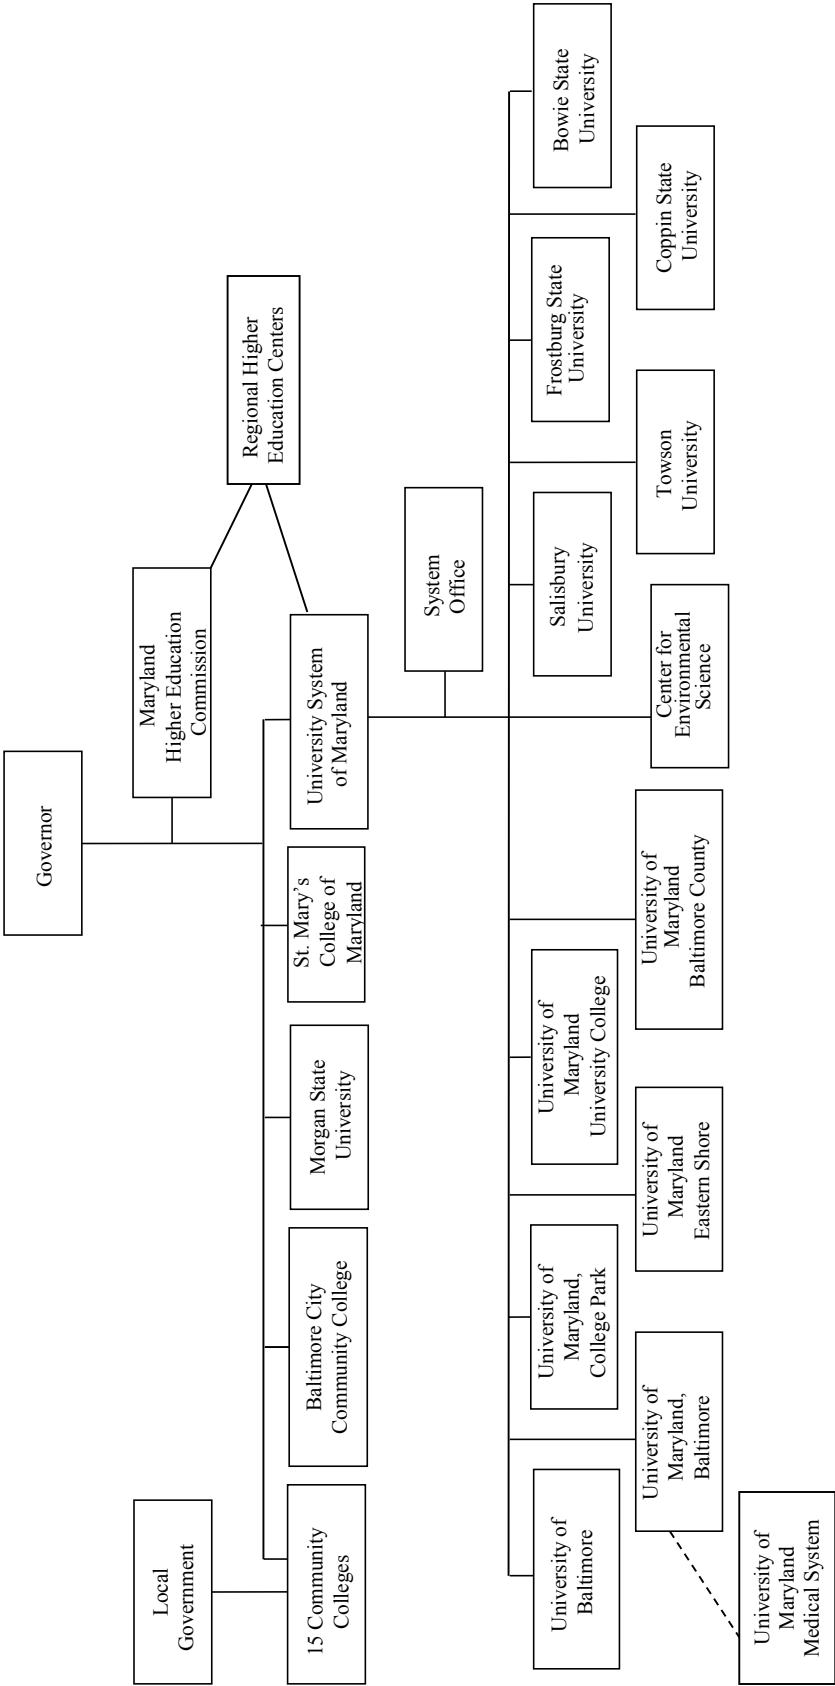 Governor
Maryland
Higher Education
Commission
Local
Government
Regional Higher
Education Centers
15 Community
Colleges
Baltimore City
Community College
Morgan State
University
St. Mary’s
College of
Maryland
University System
of Maryland
System
Office
University of
Baltimore
University of
Maryland,
College Park
University of
Maryland
University College
Salisbury
University
Frostburg State
University
Bowie State
University
University of
Maryland,
Baltimore
University of
Maryland
Eastern Shore
University of
Maryland
Baltimore County
Center for
Environmental
Science
Towson
University
Coppin State
University
University of
Maryland
Medical System